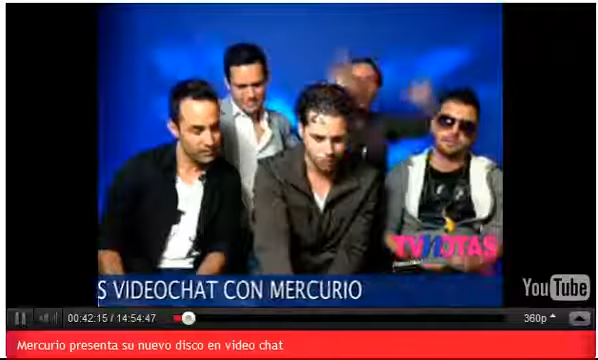 TVNOTAS
S VIDEOCHAT CON MERCURIO
YouTube
00:42:15 / 14:54:47
360p
Mercurio presenta su nuevo disco en video chat